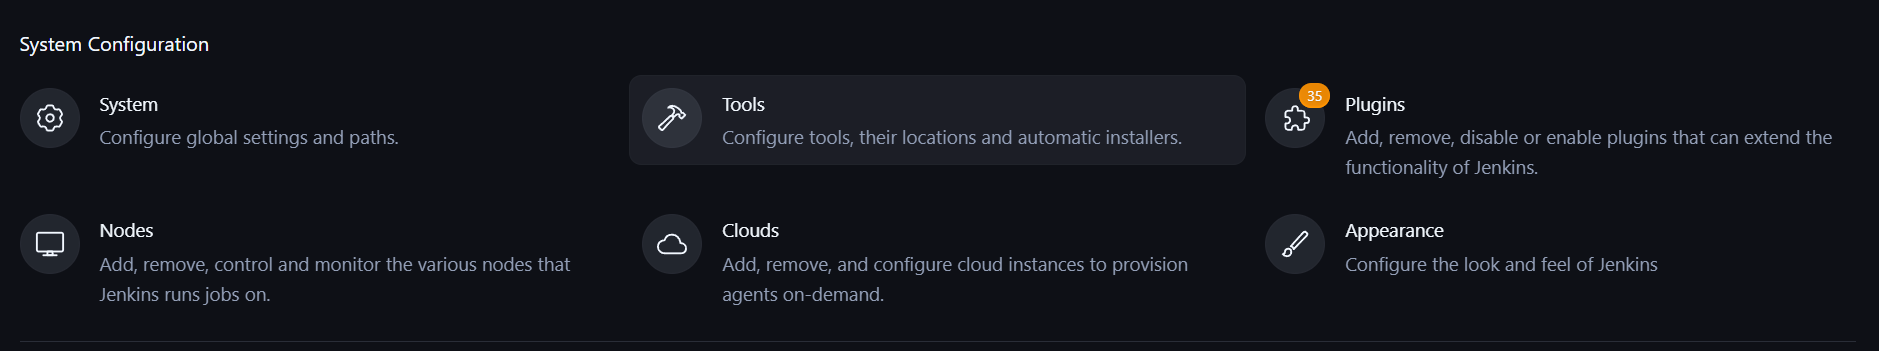 System Configuration
System
Configure global settings and paths.
Tools
Configure tools, their locations and automatic installers.
35
Plugins
Add, remove, disable or enable plugins that can extend the
functionality of Jenkins.
Nodes
Add, remove, control and monitor the various nodes that
Jenkins runs jobs on.
Clouds
Add, remove, and configure cloud instances to provision
agents on-demand.
Appearance
Configure the look and feel of Jenkins